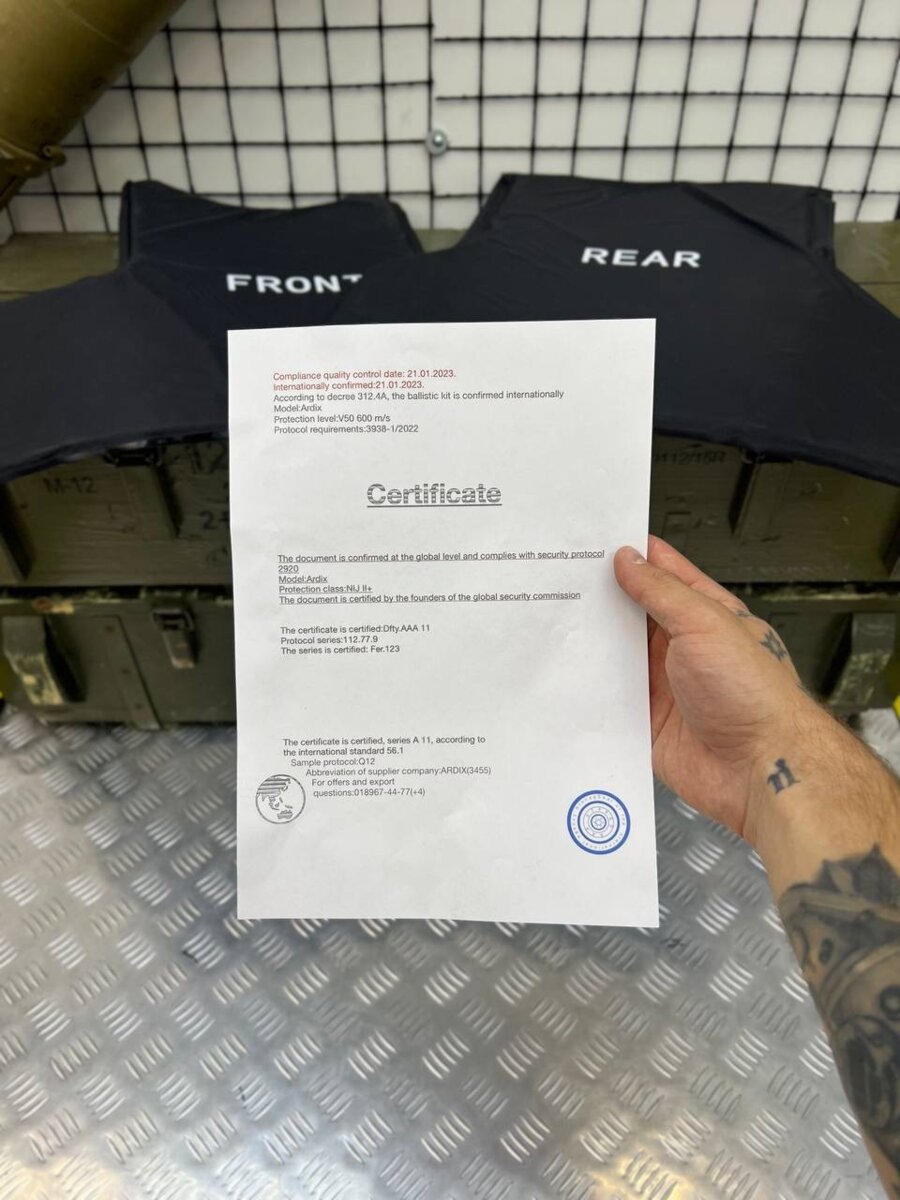 FRONT
REAR
Compliance quality control date: 21.01.2023.
Internationally confirmed:21.01.2023.
According to decree 312.4A, the ballistic kit is confirmed internationally
Model:Ardix
Protection level:V50 600 m/s
Protocol requirements:3938-1/2022
M-12
Certificate
The document is confirmed at the global level and complies with security protocol
2920
Model:Ardix
Protection class:NiJ II+
The document is certified by the founders of the global security commission
The certificate is certified:Dfty.AAA 11
Protocol series:112.77.9
The series is certified: Fer.123
The certificate is certified, series A 11, according to
the international standard 56.1
Sample protocol:Q12
Abbreviation of supplier company:ARDIX(3455)
For offers and export
questions:018967-44-77(+4)